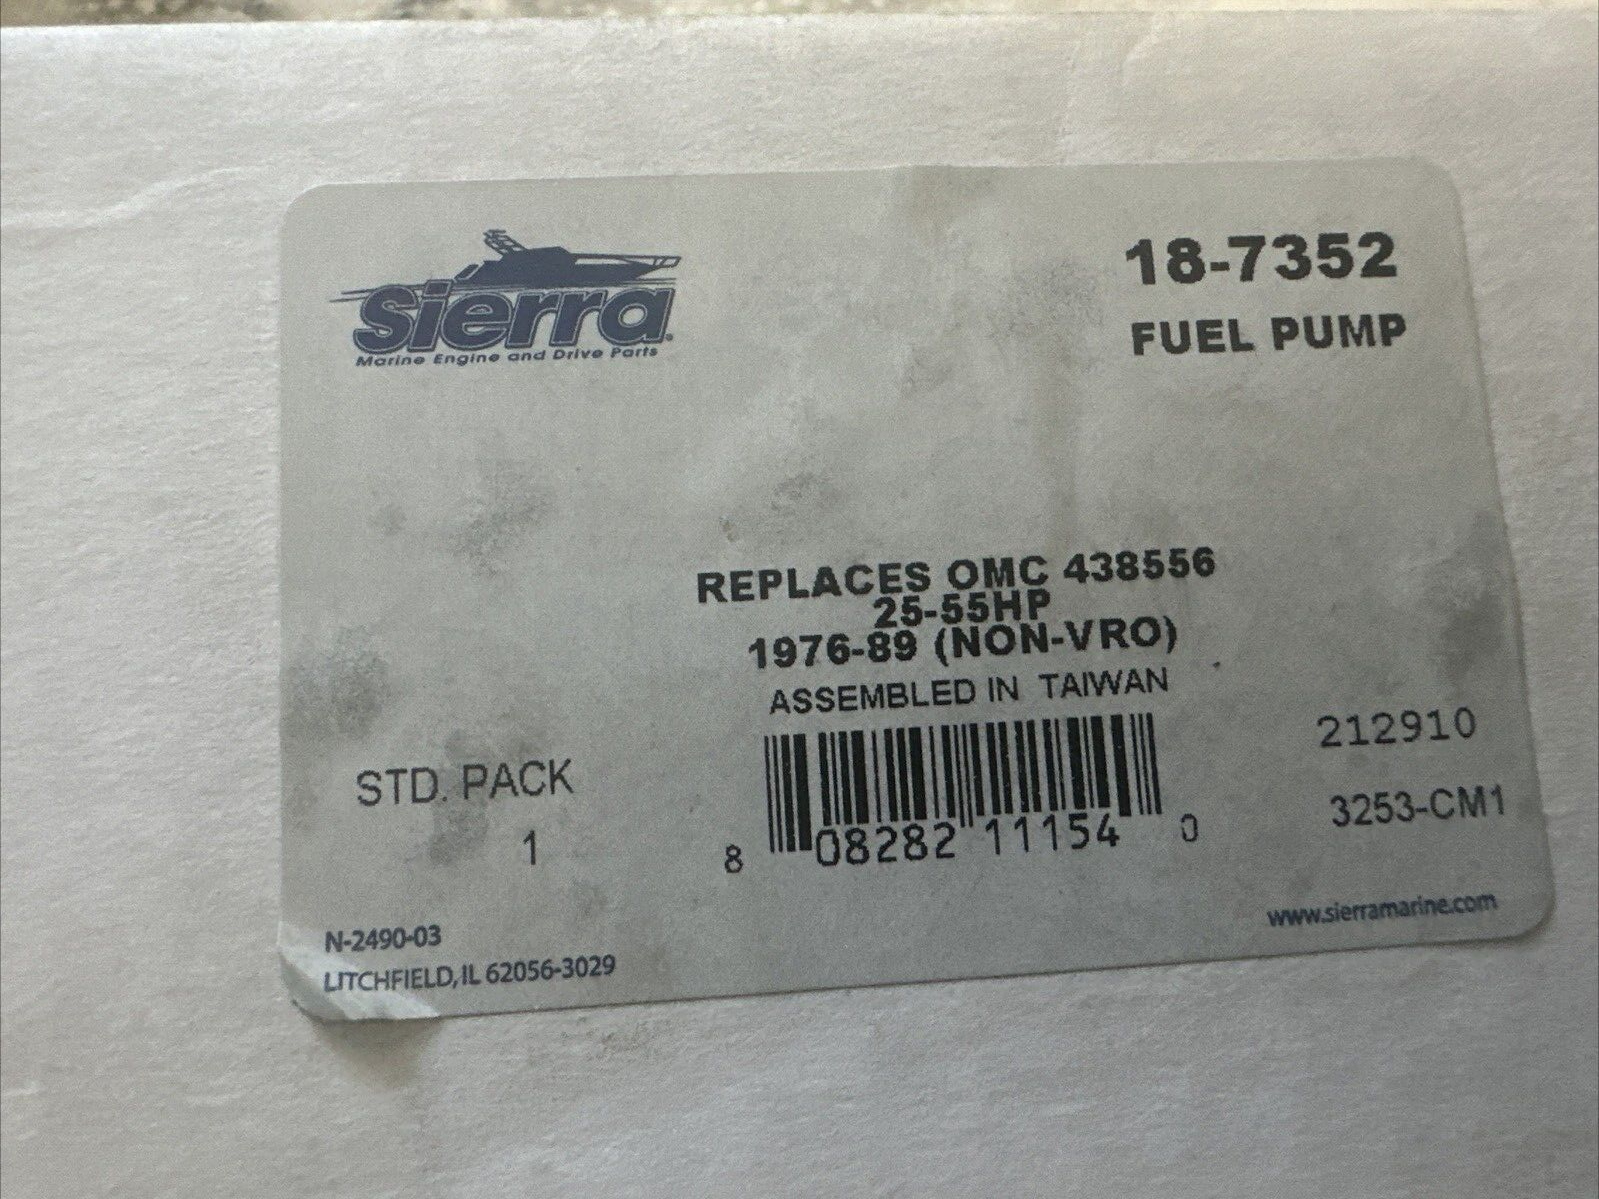 Sierra
Marine Engine and Drive Parts
18-7352
FUEL PUMP
REPLACES OMC 438556
25-55HP
1976-89 (NON-VRO)
ASSEMBLED IN TAIWAN
STD. PACK
1
8 08282 11154 0
212910
3253-CM1
N-2490-03
LITCHFIELD, IL 62056-3029
www.sierramarine.com